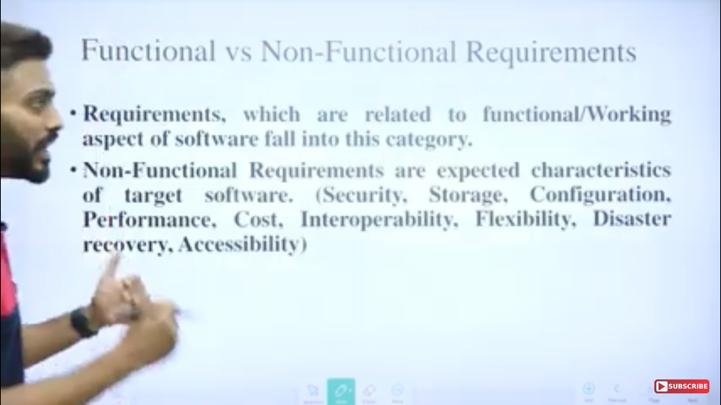 Functional vs Non-Functional Requirements
• Requirements, which are related to functional/Working
aspect of software fall into this category.
• Non-Functional Requirements are expected characteristics
of target software. (Security, Storage, Configuration,
Performance, Cost, Interoperability, Flexibility, Disaster
recovery, Accessibility)
SUBSCRIBE